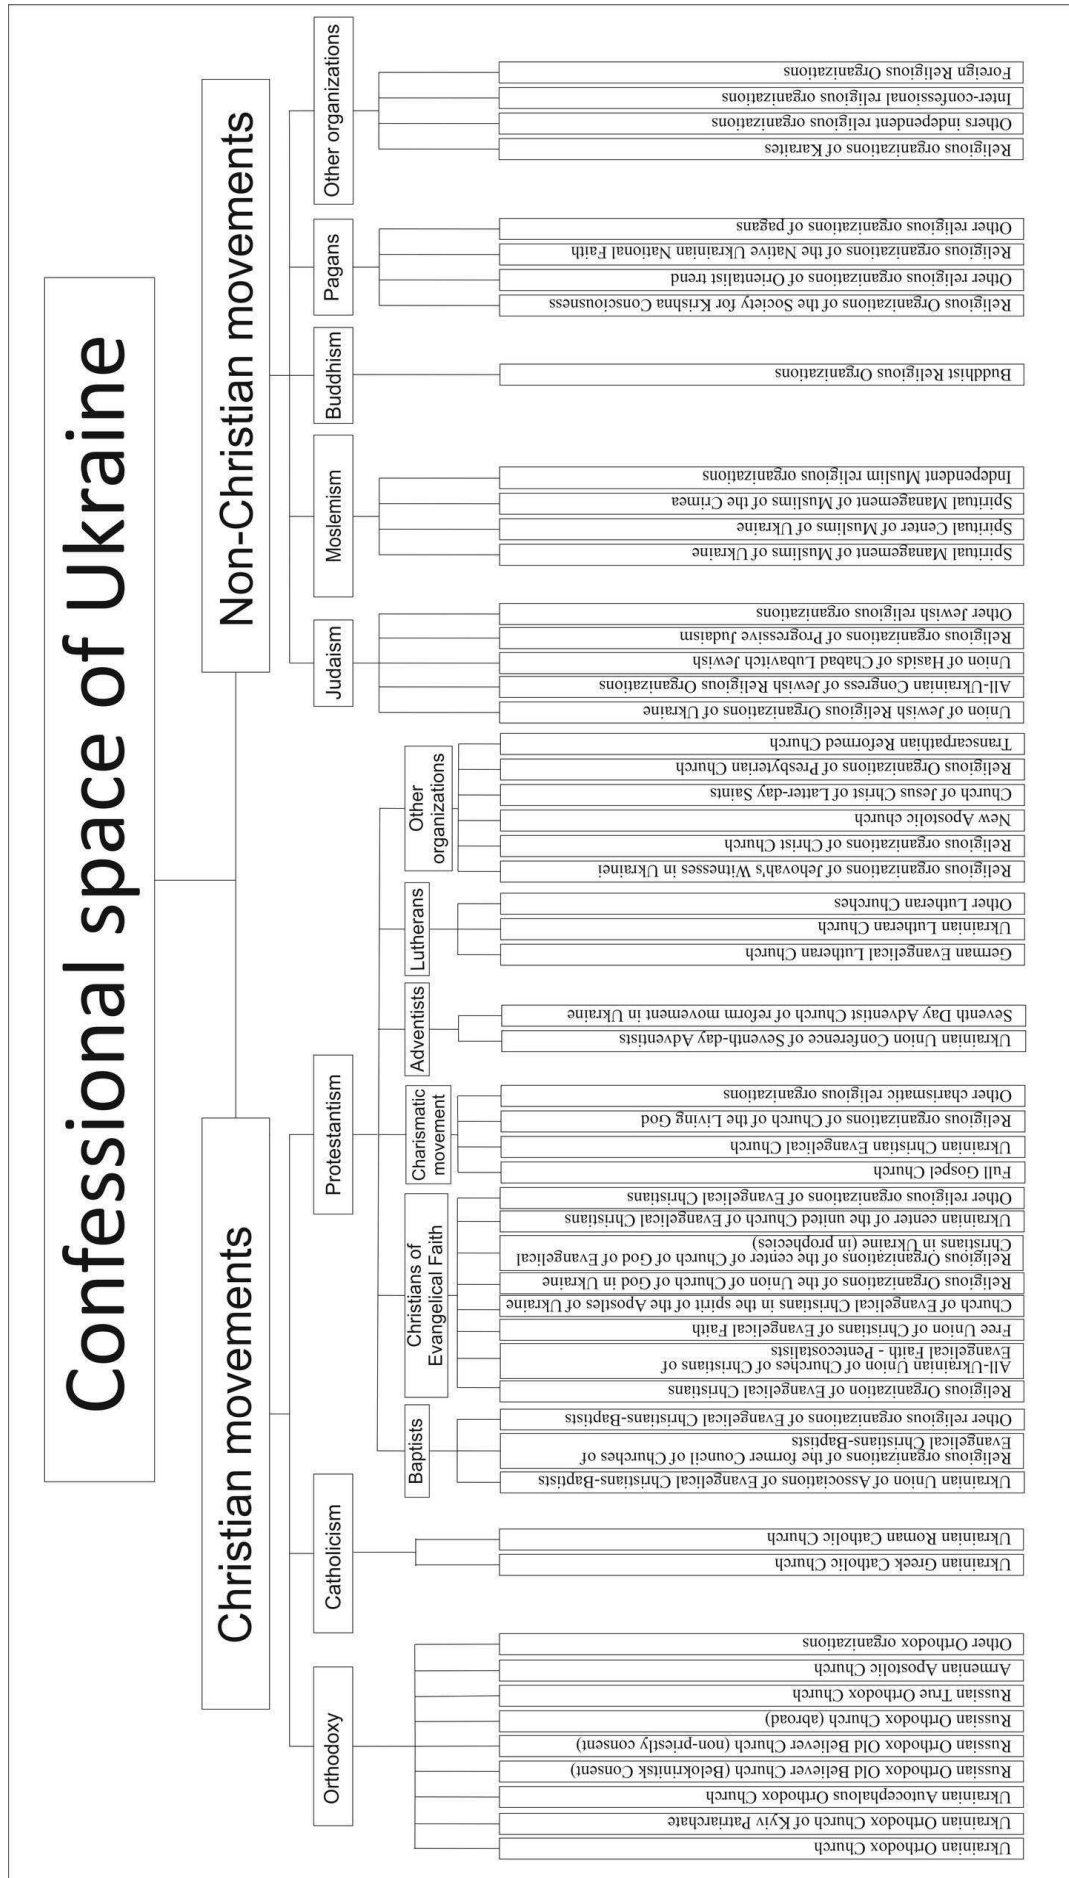 Confessional space of Ukraine
Christian movements
Non-Christian movements
Orthodoxy
Catholicism
Protestantism
Judaism
Moslemism
Buddhism
Pagans
Other organizations
Baptists
Christians of
Evangelical Faith
Charismatic
movement
Adventists
Lutherans
Other
organizations
Ukrainian Orthodox Church
Ukrainian Orthodox Church of Kyiv Patriarchate
Ukrainian Autocephalous Orthodox Church
Russian Orthodox Old Believer Church (Belokrinitsk Consent)
Russian Orthodox Old Believer Church (non-priestly consent)
Russian Orthodox Church (abroad)
Russian True Orthodox Church
Armenian Apostolic Church
Other Orthodox organizations
Ukrainian Greek Catholic Church
Ukrainian Roman Catholic Church
Ukrainian Union of Associations of Evangelical Christians-Baptists
Religious organizations of the former Council of Churches of
Evangelical Christians-Baptists
Other religious organizations of Evangelical Christians-Baptists
Religious Organization of Evangelical Christians
All-Ukrainian Union of Churches of Christians of
Evangelical Faith - Pentecostalists
Free Union of Christians of Evangelical Faith
Church of Evangelical Christians in the spirit of the Apostles of Ukraine
Religious Organizations of the Union of Church of God in Ukraine
Religious Organizations of the center of Church of God of Evangelical
Christians in Ukraine (in prophecies)
Ukrainian center of the united Church of Evangelical Christians
Other religious organizations of Evangelical Christians
Full Gospel Church
Ukrainian Christian Evangelical Church
Religious organizations of Church of the Living God
Other charismatic religious organizations
Ukrainian Union Conference of Seventh-day Adventists
Seventh Day Adventist Church of reform movement in Ukraine
German Evangelical Lutheran Church
Ukrainian Lutheran Church
Other Lutheran Churches
Religious organizations of Jehovah's Witnesses in Ukrainei
Religious organizations of Christ Church
New Apostolic church
Church of Jesus Christ of Latter-day Saints
Religious Organizations of Presbyterian Church
Transcarpathian Reformed Church
Union of Jewish Religious Organizations of Ukraine
All-Ukrainian Congress of Jewish Religious Organizations
Union of Hasids of Chabad Lubavitch Jewish
Religious organizations of Progressive Judaism
Other Jewish religious organizations
Spiritual Management of Muslims of Ukraine
Spiritual Center of Muslims of Ukraine
Spiritual Management of Muslims of the Crimea
Independent Muslim religious organizations
Buddhist Religious Organizations
Religious Organizations of the Society for Krishna Consciousness
Other religious organizations of Orientalist trend
Religious organizations of the Native Ukrainian National Faith
Other religious organizations of pagans
Religious organizations of Karaites
Others independent religious organizations
Inter-confessional religious organizations
Foreign Religious Organizations